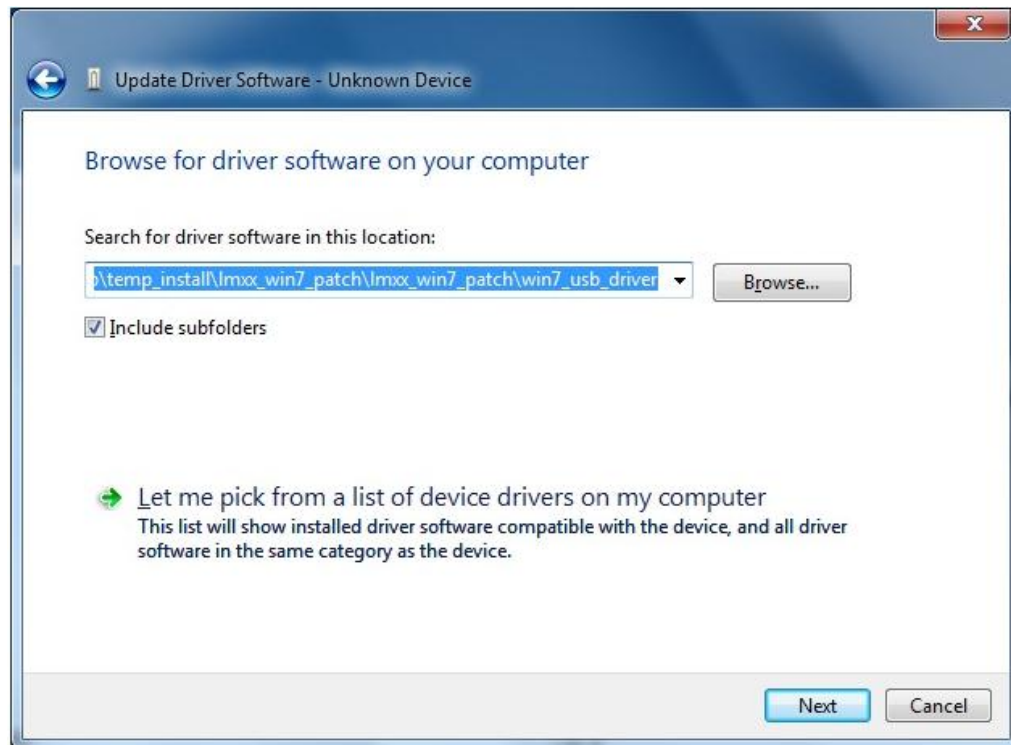 Update Driver Software - Unknown Device
Browse for driver software on your computer
Search for driver software in this location:
\temp_install\lmxx_win7_patch\lmxx_win7_patch\win7_usb_driver
Browse...
Include subfolders
Let me pick from a list of device drivers on my computer
This list will show installed driver software compatible with the device, and all driver
software in the same category as the device.
Next
Cancel